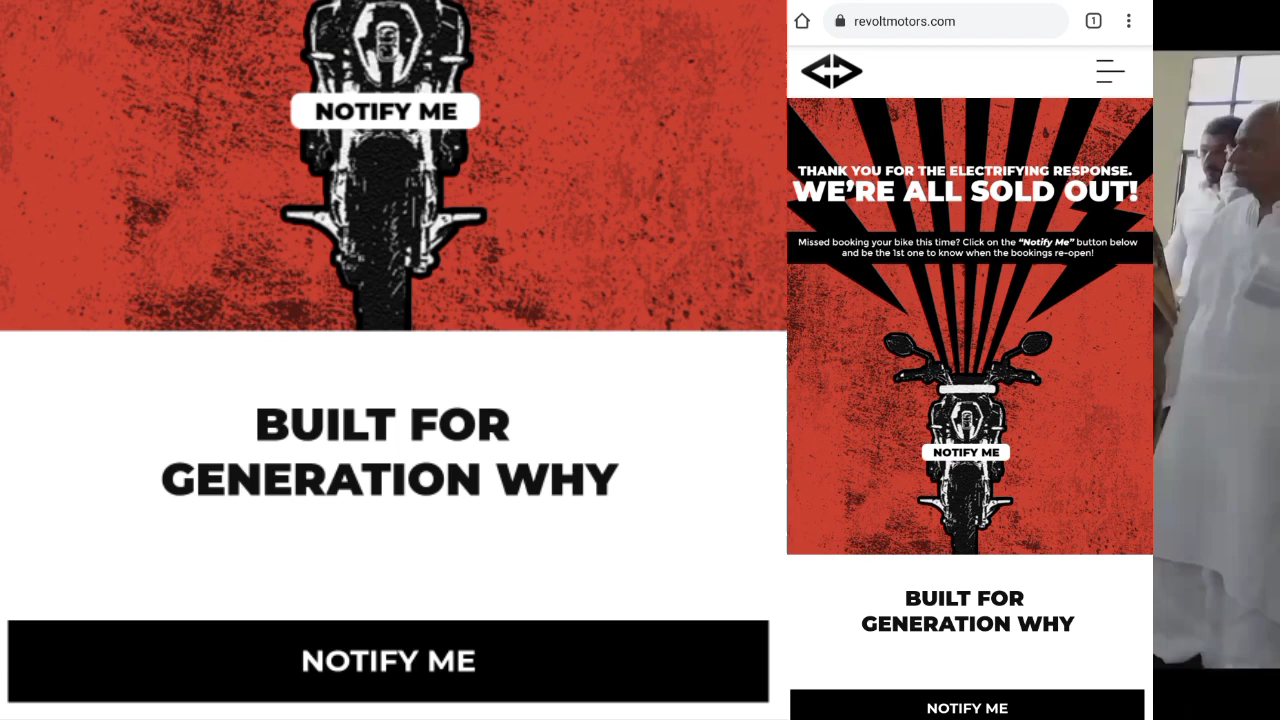 NOTIFY ME
BUILT FOR
GENERATION WHY
NOTIFY ME
revoltmotors.com
1
THANK YOU FOR THE ELECTRIFYING RESPONSE.
WE'RE ALL SOLD OUT!
Missed booking your bike this time? Click on the "Notify Me" button below
and be the 1st one to know when the bookings re-open!
NOTIFY ME
BUILT FOR
GENERATION WHY
NOTIFY ME